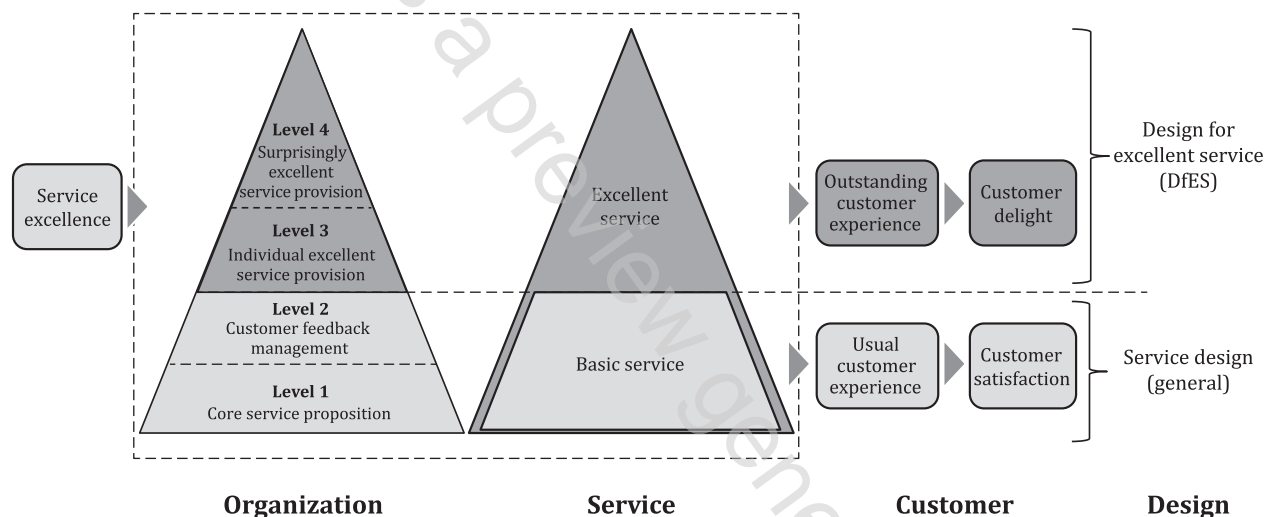 Service
excellence
Level 4
Surprisingly
excellent
service provision
Level 3
Individual excellent
service provision
Level 2
Customer feedback
management
Level 1
Core service proposition
Excellent
service
Basic service
Outstanding
customer
experience
Customer
delight
Usual
customer
experience
Customer
satisfaction
Design for
excellent service
(DfES)
Service design
(general)
Organization
Service
Customer
Design
a preview gene